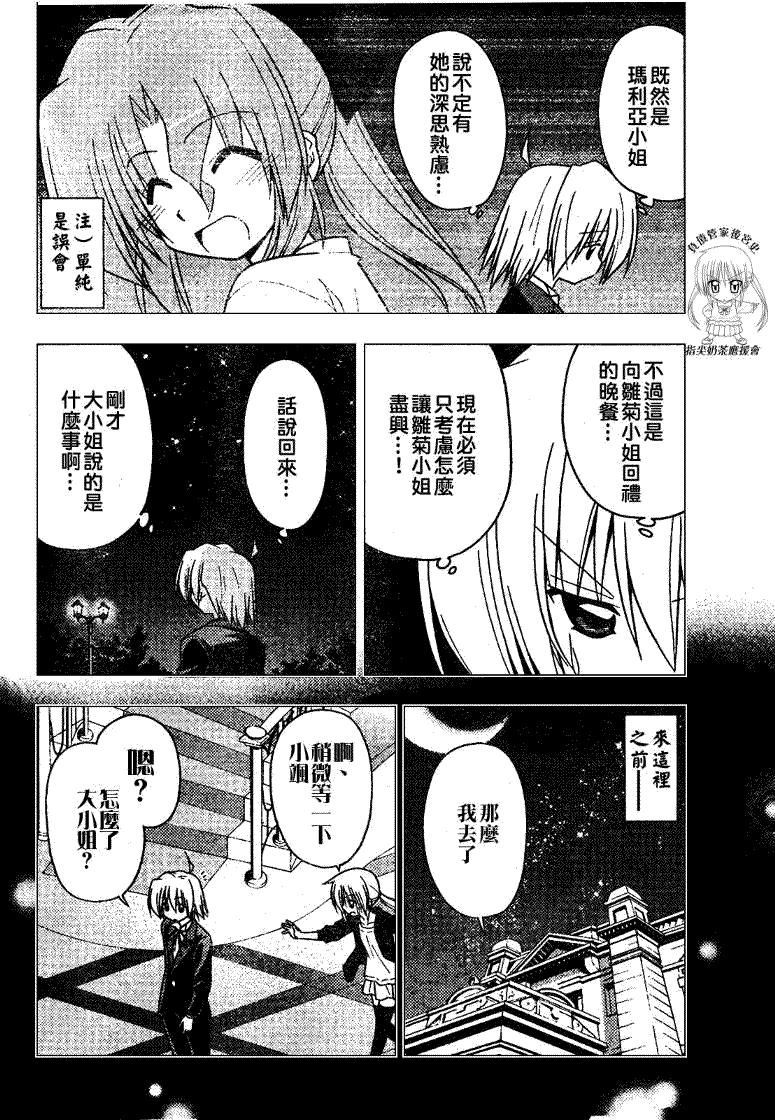 既然是
瑪利亞小姐
說不定有
她的深思熟慮…
注）單純
是誤會
負債管家後宮史
指尖奶茶應援會
不過這是
向雛菊小姐回禮
的晚餐…
現在必須
只考慮怎麼
讓雛菊小姐
盡興…！
話說回來…
剛才
大小姐說的是
什麼事啊…
來這裡
之前——
那麼
我去了
啊、
稍微等一下
小颯
嗯？
怎麼了
大小姐？